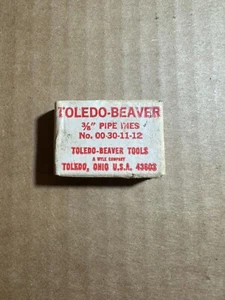 TOLEDO-BEAVER
⅜" PIPE DIES
No. 00-30-11-12
TOLEDO-BEAVER TOOLS
A WYLE COMPANY
TOLEDO, OHIO U.S.A. 43603